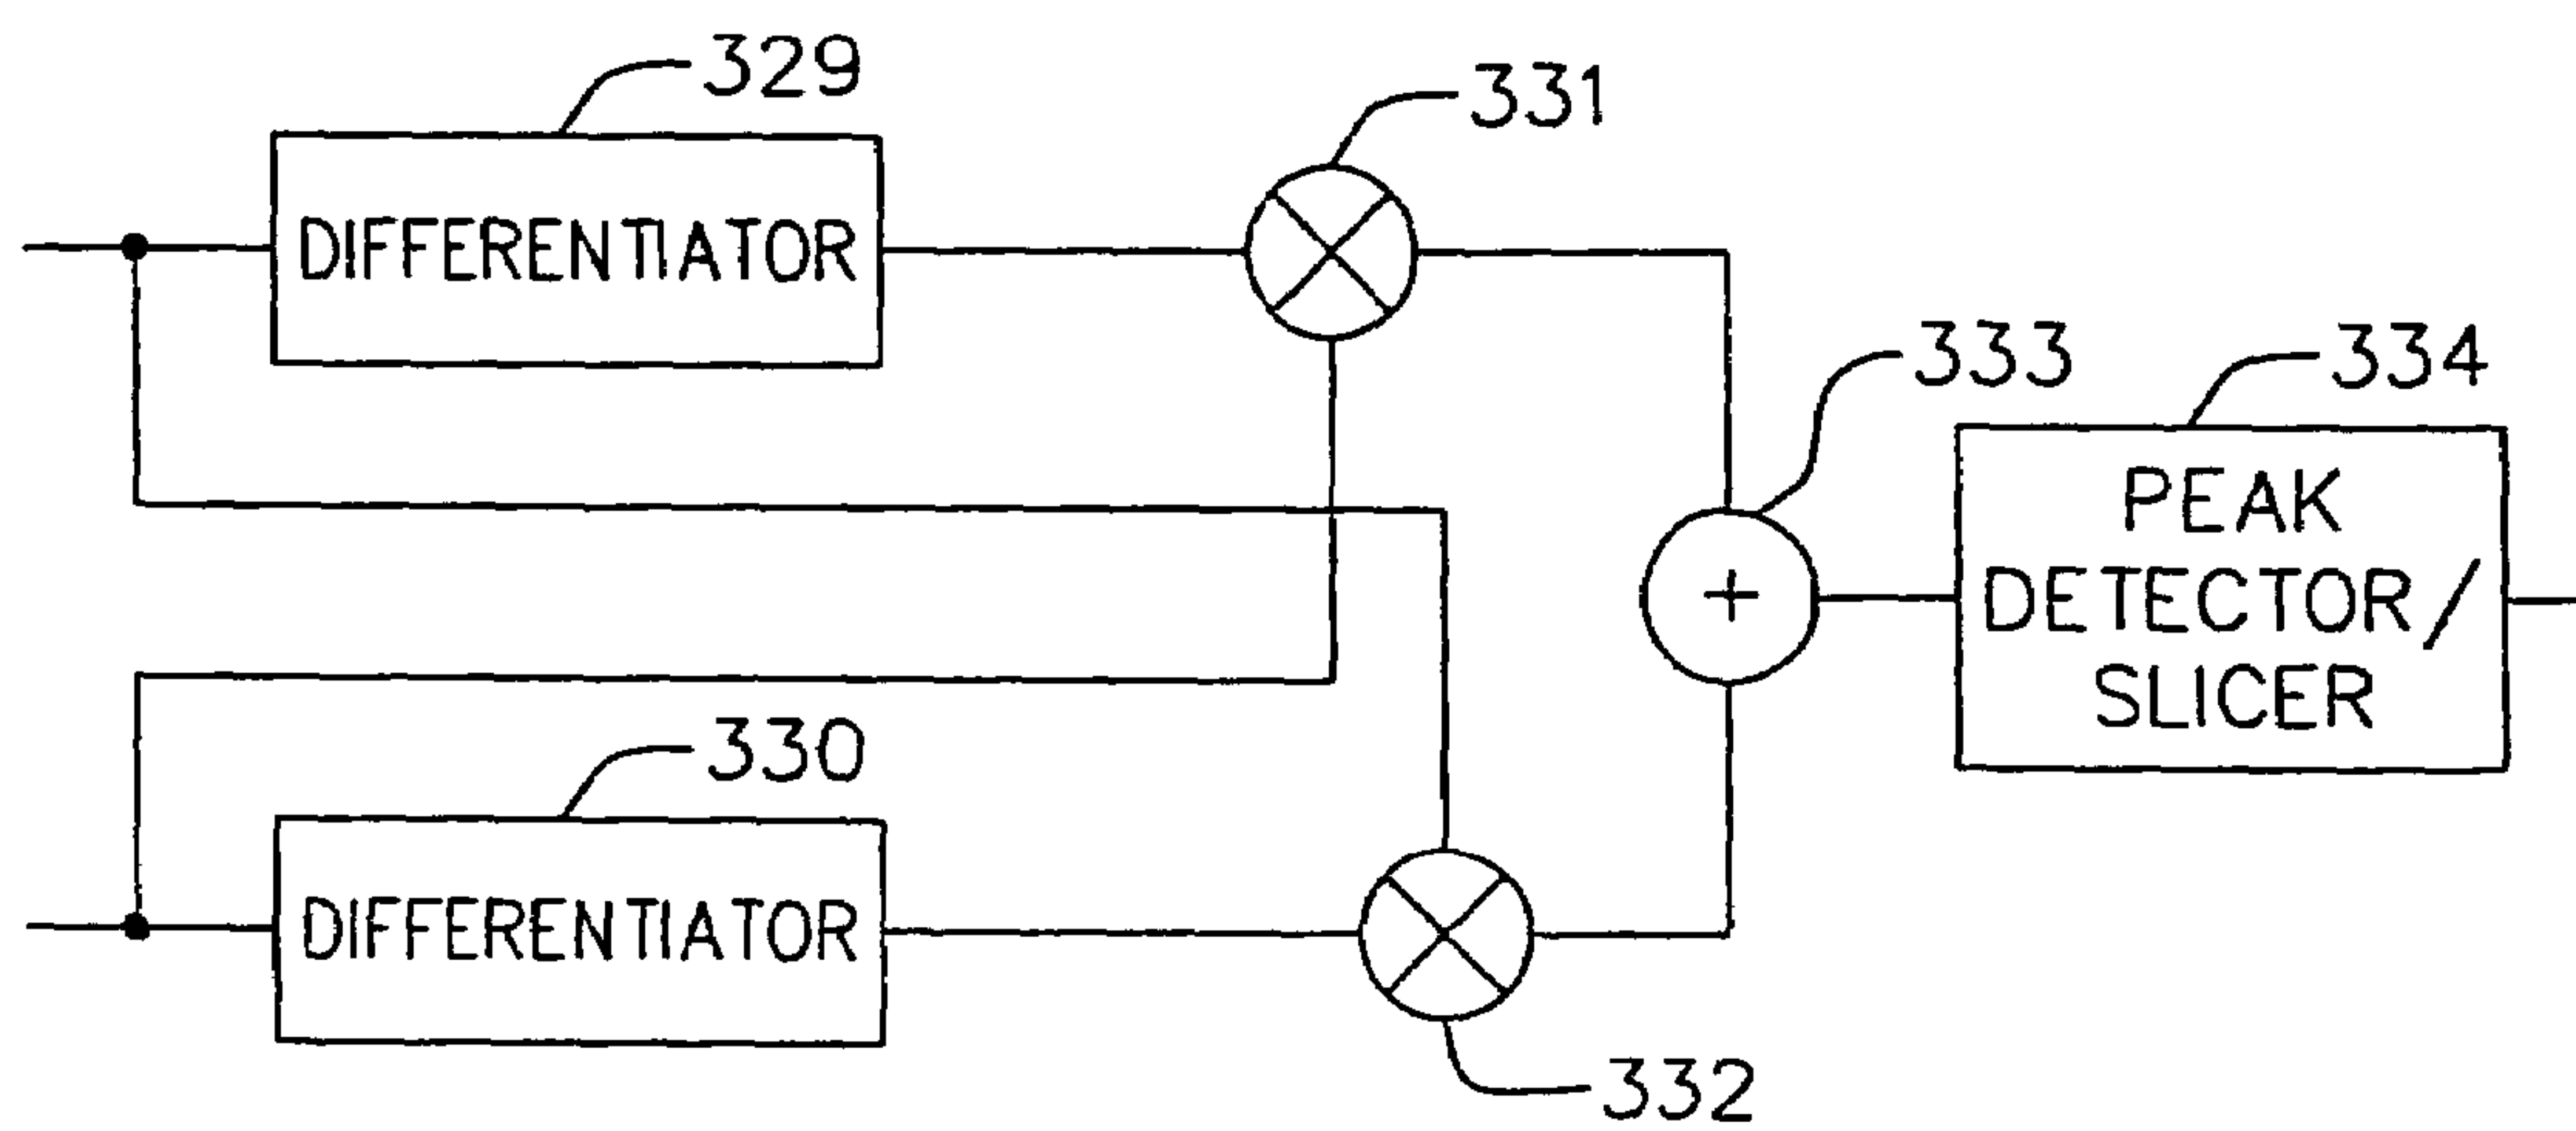 329
331
DIFFERENTIATOR
333
334
PEAK
DETECTOR/
SLICER
+
330
DIFFERENTIATOR
332